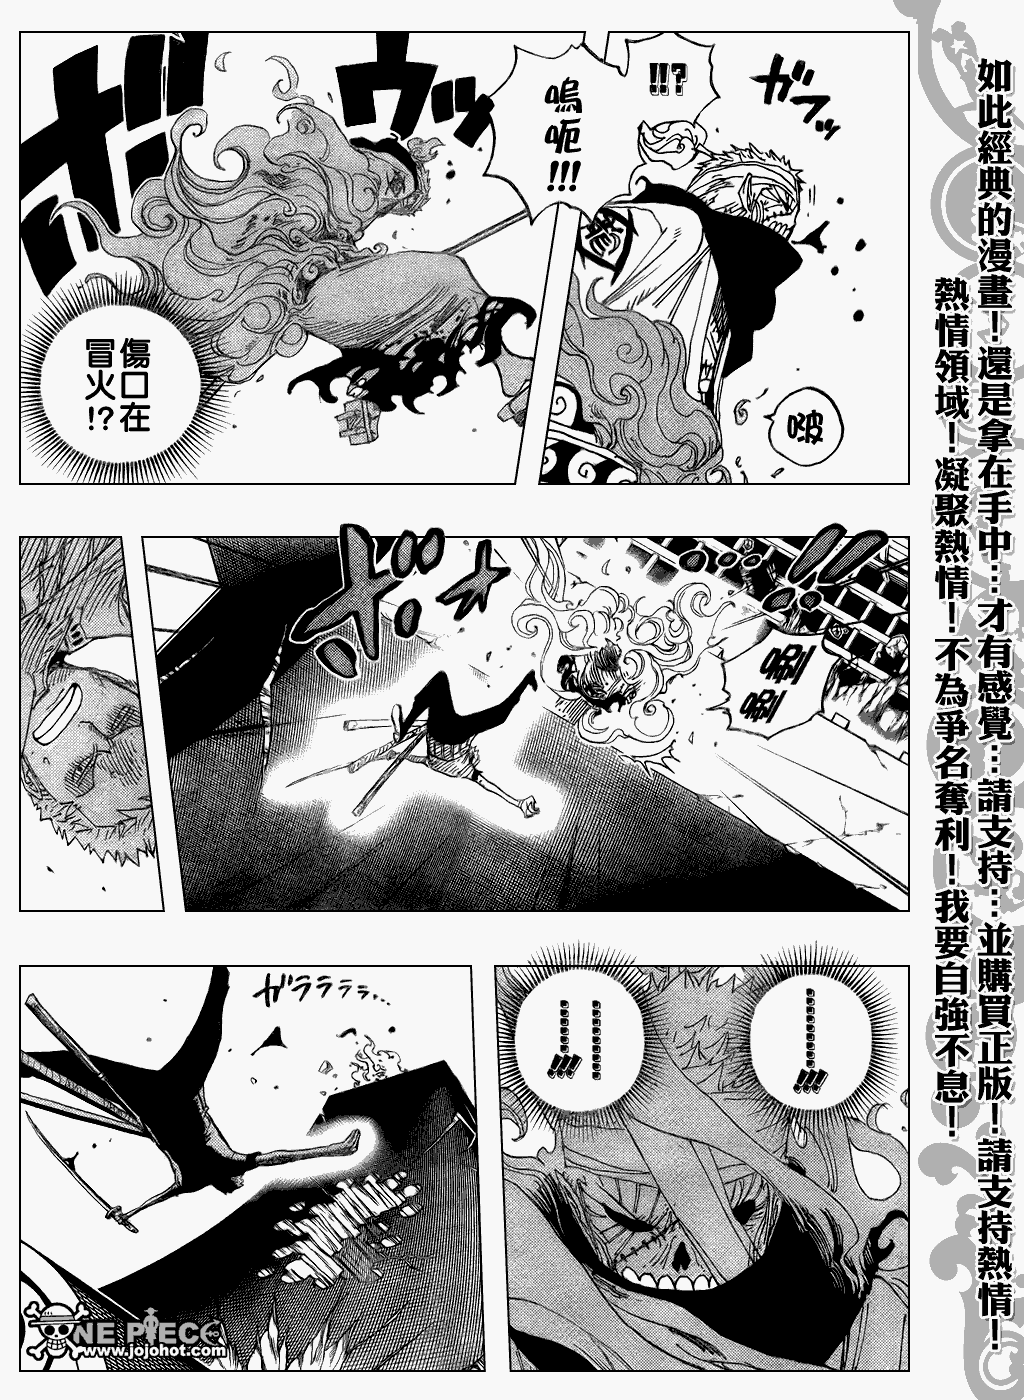 如此經典的漫畫！還是拿在手中…才有感覺…請支持…並購買正版！請支持熱情！
熱情領域！凝聚熱情！不為爭名奪利！我要自強不息！
!!?
ガフッ
嗚
呃!!!
ボウッ
傷口在
冒火!?
啵
!!
ボォ
………!!!
………!!!
ガラララララ…
ONE PIECE
www.jojohot.com